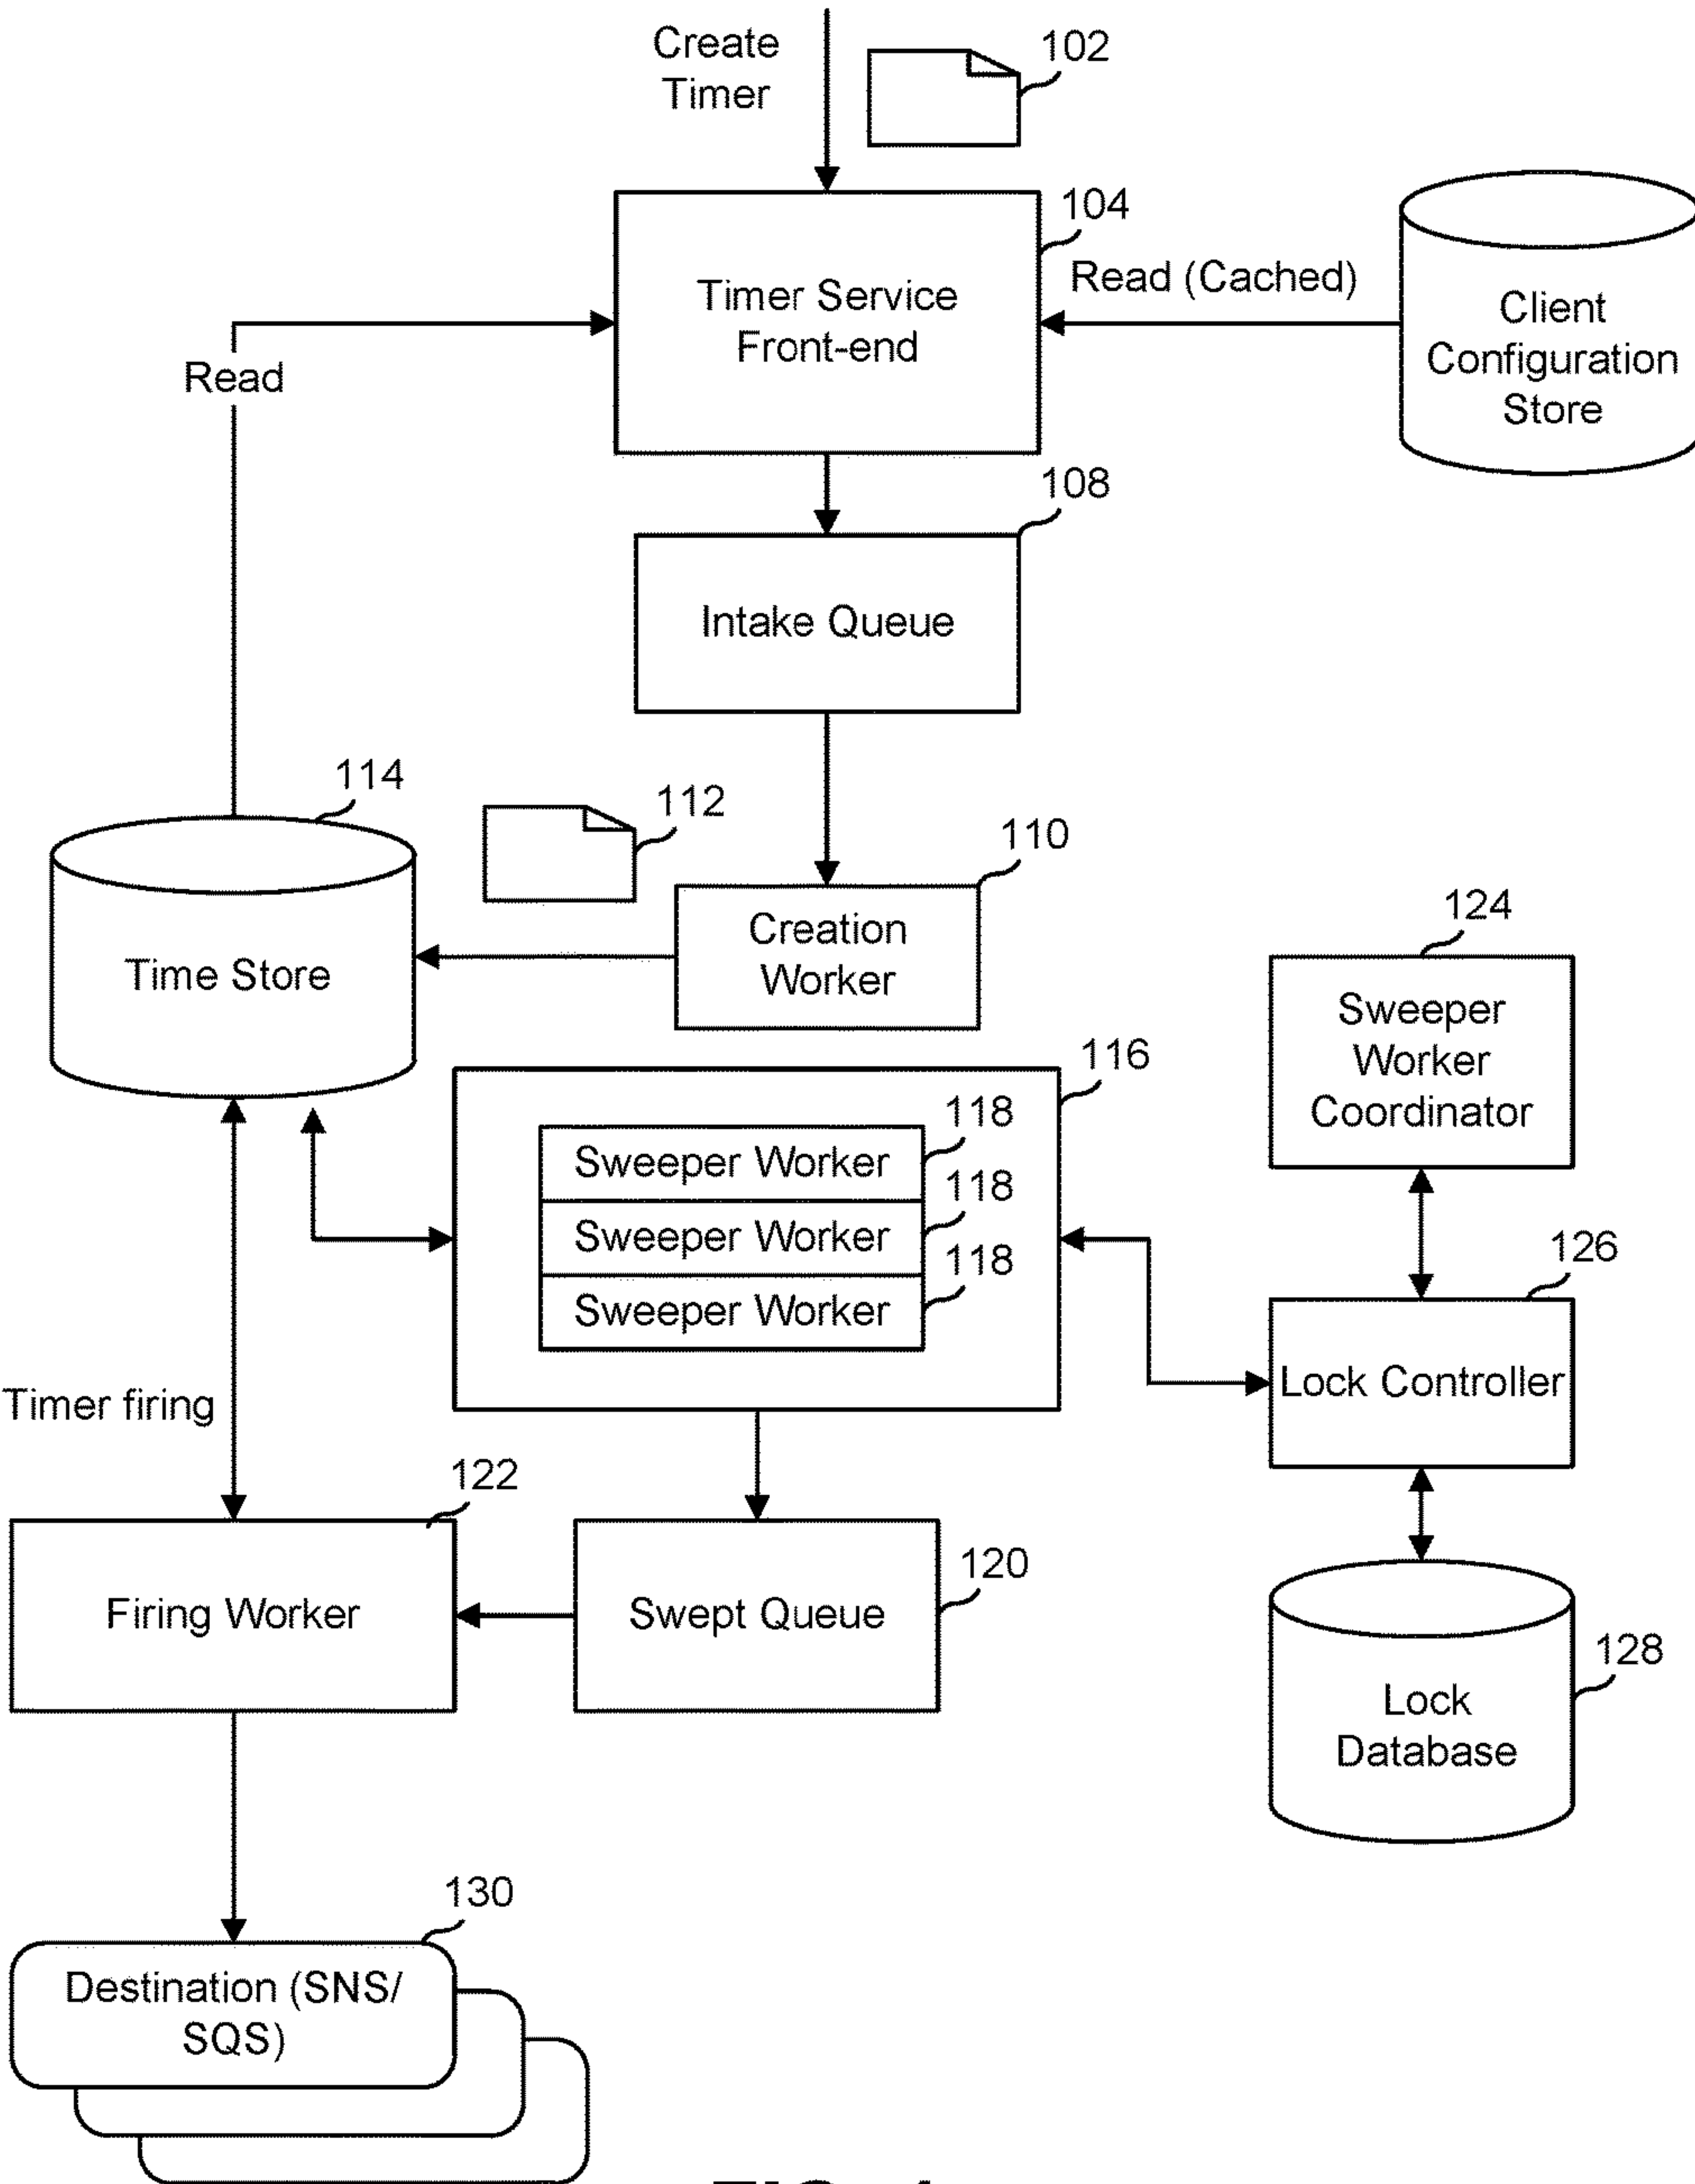 Create
Timer
102
104
Timer Service
Front-end
Read (Cached)
Client
Configuration
Store
Read
108
Intake Queue
114
112
110
Time Store
Creation
Worker
124
Sweeper
Worker
Coordinator
116
118
Sweeper Worker
118
Sweeper Worker
118
Sweeper Worker
126
Lock Controller
Timer firing
122
Firing Worker
120
Swept Queue
128
Lock
Database
130
Destination (SNS/
SQS)